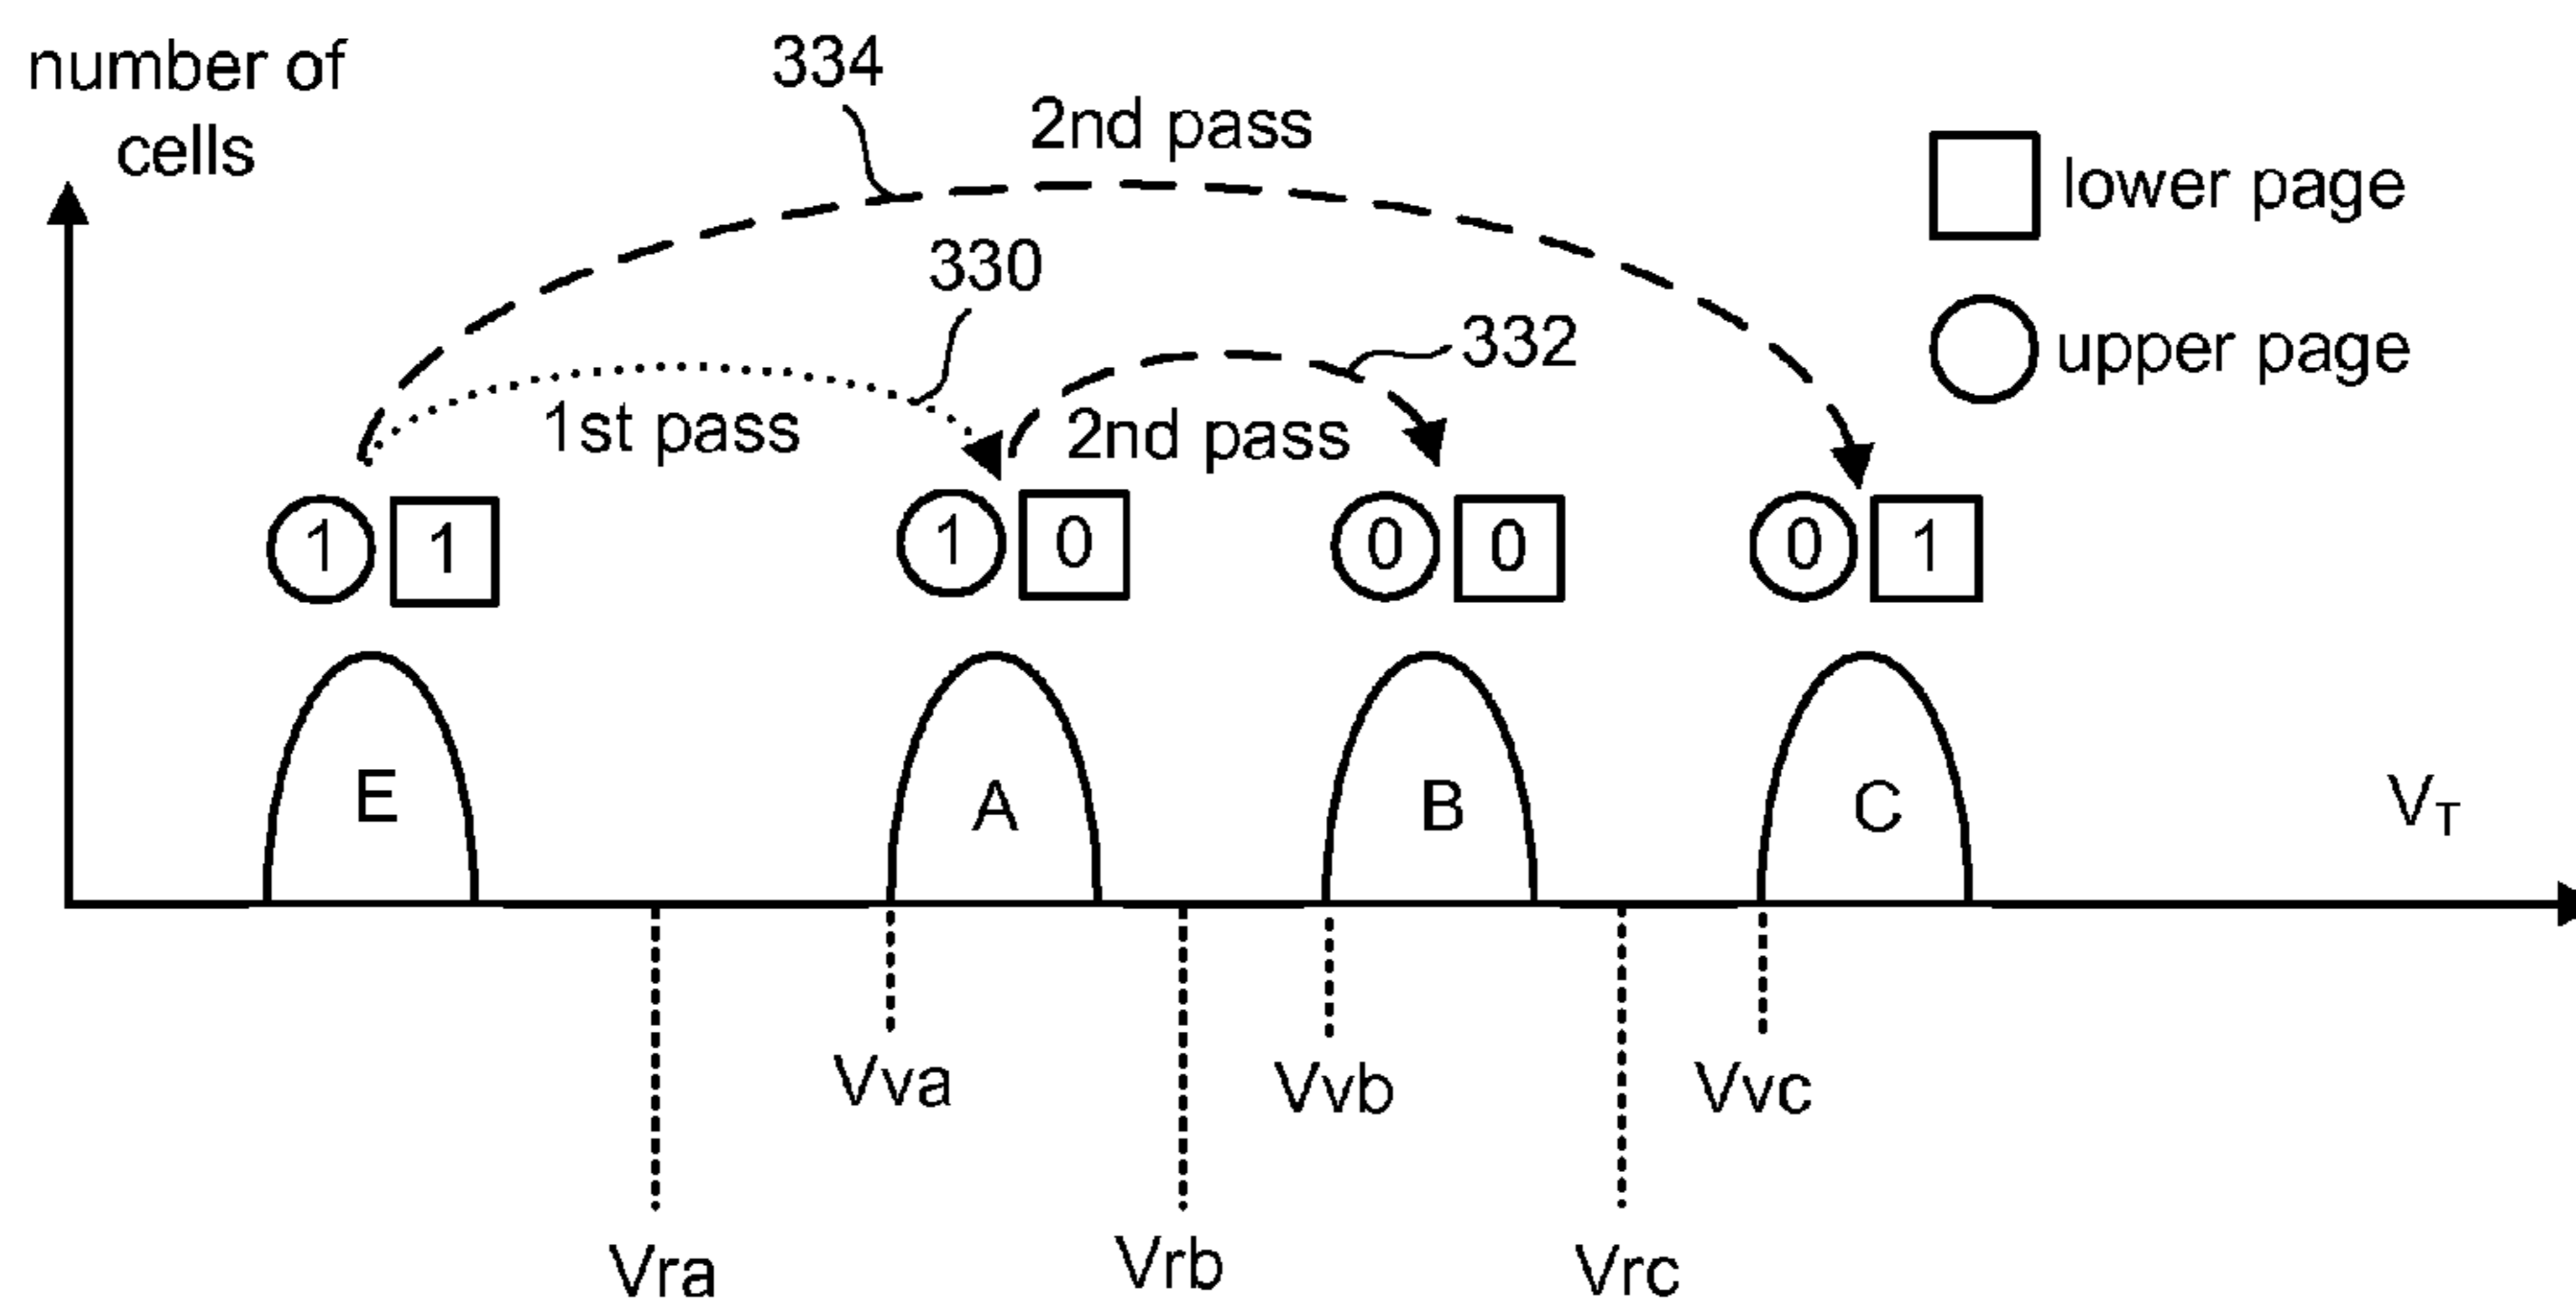 number of
cells
334
2nd pass
lower page
330
332
upper page
1st pass
2nd pass
1 1
1 0
0 0
0 1
E
A
B
C
VT
Vva
Vvb
Vvc
Vra
Vrb
Vrc